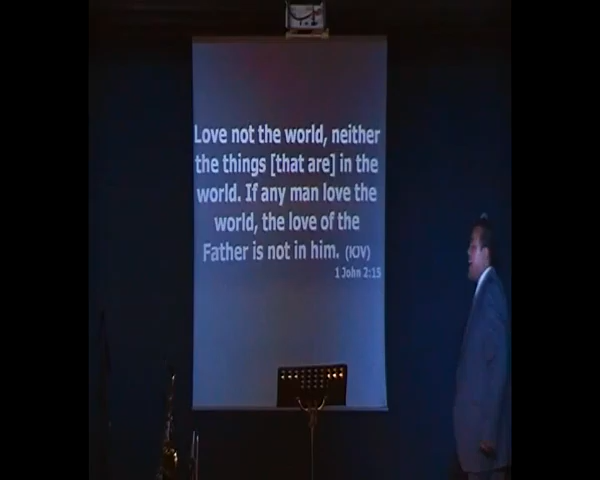 Love not the world, neither
the things [that are] in the
world. If any man love the
world, the love of the
Father is not in him. (KJV)
1 John 2:15